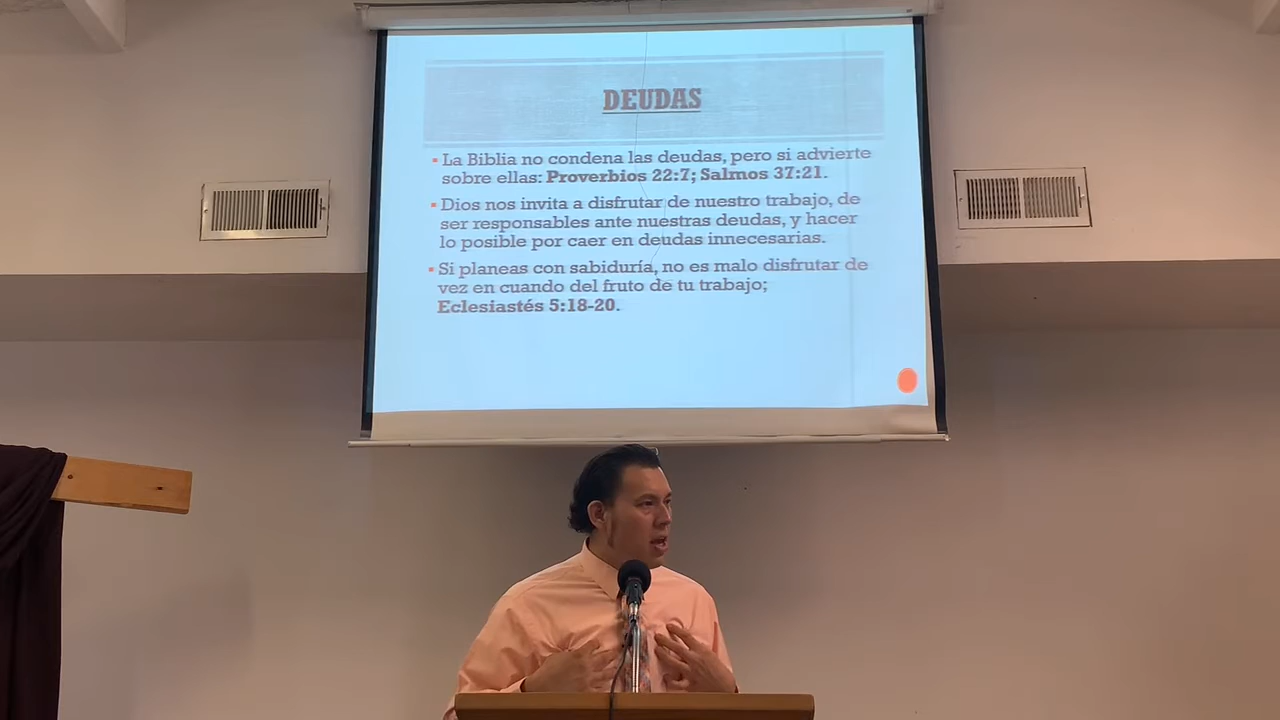 DEUDAS
La Biblia no condena las deudas, pero si advierte
sobre ellas: Proverbios 22:7; Salmos 37:21.
Dios nos invita a disfrutar de nuestro trabajo, de
ser responsables ante nuestras deudas, y hacer
lo posible por caer en deudas innecesarias.
Si planeas con sabiduría, no es malo disfrutar de
vez en cuando del fruto de tu trabajo;
Eclesiastés 5:18-20.